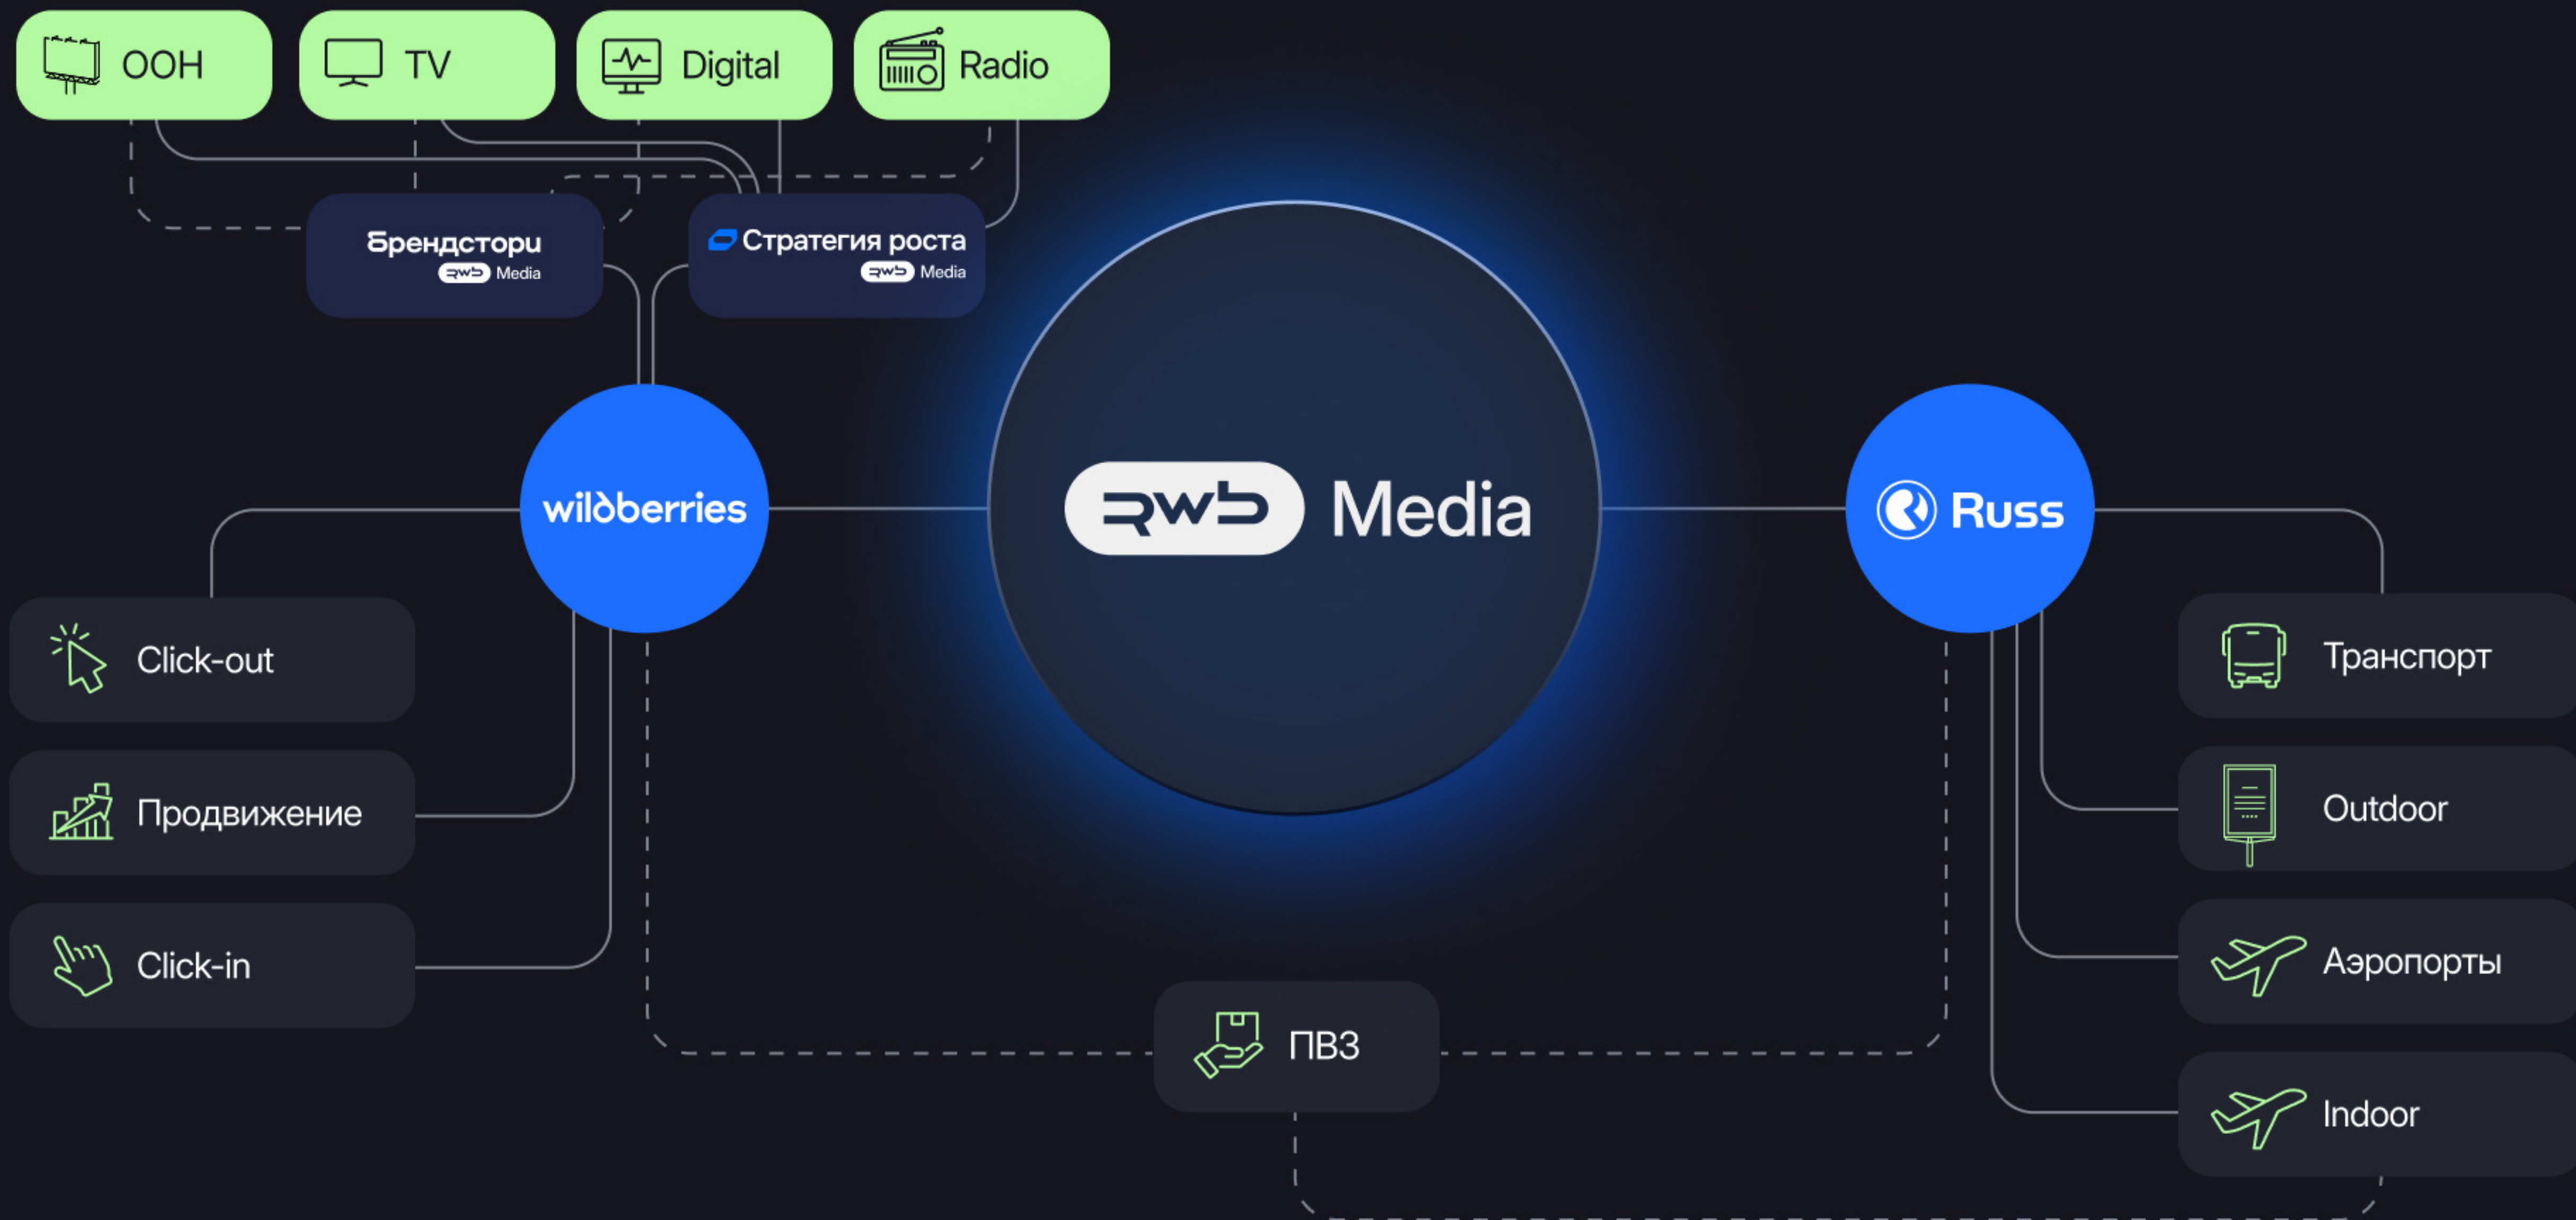 OOH
TV
Digital
Radio
Брендстори
RWB Media
Стратегия роста
RWB Media
wildberries
RWB Media
Russ
Click-out
Продвижение
Click-in
ПВЗ
Транспорт
Outdoor
Аэропорты
Indoor